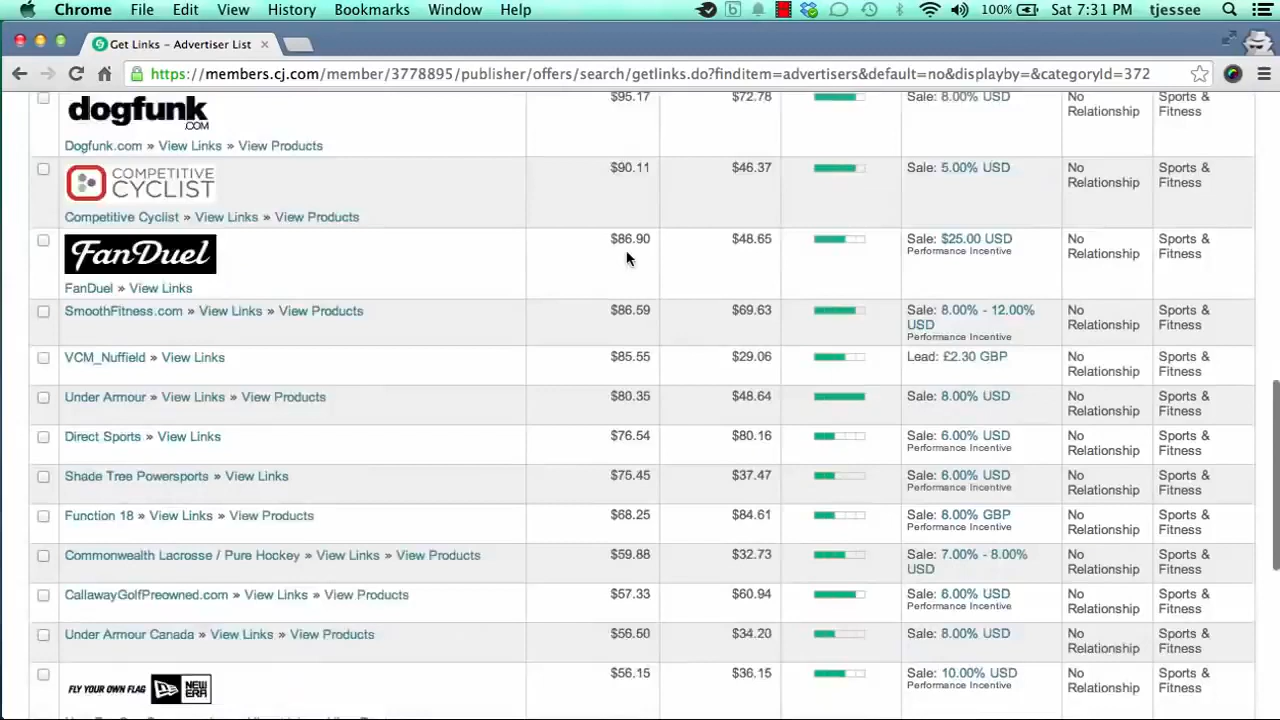 Chrome File Edit View History Bookmarks Window Help 100% Sat 7:31 PM tjessee
Get Links – Advertiser List
https://members.cj.com/member/3778895/publisher/offers/search/getlinks.do?finditem=advertisers&default=no&displayby=&categoryId=372
dogfunk .COM $95.17 $72.78 Sale: 8.00% USD No Relationship Sports & Fitness
Dogfunk.com » View Links » View Products
COMPETITIVE CYCLIST $90.11 $46.37 Sale: 5.00% USD No Relationship Sports & Fitness
Competitive Cyclist » View Links » View Products
FanDuel $86.90 $48.65 Sale: $25.00 USD Performance Incentive No Relationship Sports & Fitness
FanDuel » View Links
SmoothFitness.com » View Links » View Products $86.59 $69.63 Sale: 8.00% - 12.00% USD Performance Incentive No Relationship Sports & Fitness
VCM_Nuffield » View Links $85.55 $29.06 Lead: £2.30 GBP No Relationship Sports & Fitness
Under Armour » View Links » View Products $80.35 $48.64 Sale: 8.00% USD No Relationship Sports & Fitness
Direct Sports » View Links $76.54 $80.16 Sale: 6.00% USD Performance Incentive No Relationship Sports & Fitness
Shade Tree Powersports » View Links $75.45 $37.47 Sale: 6.00% USD Performance Incentive No Relationship Sports & Fitness
Function 18 » View Links » View Products $68.25 $84.61 Sale: 8.00% GBP Performance Incentive No Relationship Sports & Fitness
Commonwealth Lacrosse / Pure Hockey » View Links » View Products $59.88 $32.73 Sale: 7.00% - 8.00% USD No Relationship Sports & Fitness
CallawayGolfPreowned.com » View Links » View Products $57.33 $60.94 Sale: 6.00% USD Performance Incentive No Relationship Sports & Fitness
Under Armour Canada » View Links » View Products $56.50 $34.20 Sale: 8.00% USD No Relationship Sports & Fitness
FLY YOUR OWN FLAG NEW ERA $56.15 $36.15 Sale: 10.00% USD Performance Incentive No Relationship Sports & Fitness